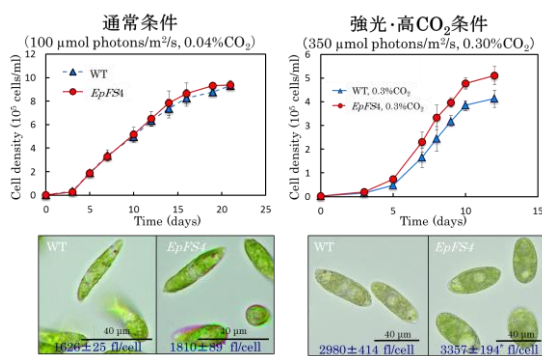 通常条件
(100 μmol photons/m²/s, 0.04%CO₂)
Cell density (10⁵ cells/ml)
12
10
8
6
4
2
0
WT
EpFS4
0
5
10
15
20
25
Time (days)
WT
EpFS4
40 μm
20 μm
1626±25 fl/cell
1810±89* fl/cell
強光·高CO₂条件
(350 μmol photons/m²/s, 0.30%CO₂)
Cell density (10⁵ cells/ml)
6
5
4
3
2
1
0
WT, 0.3%CO₂
EpFS4, 0.3%CO₂
0
5
10
15
Time (days)
WT
EpFS4
40 μm
40 μm
2980±414 fl/cell
3357±194* fl/cell